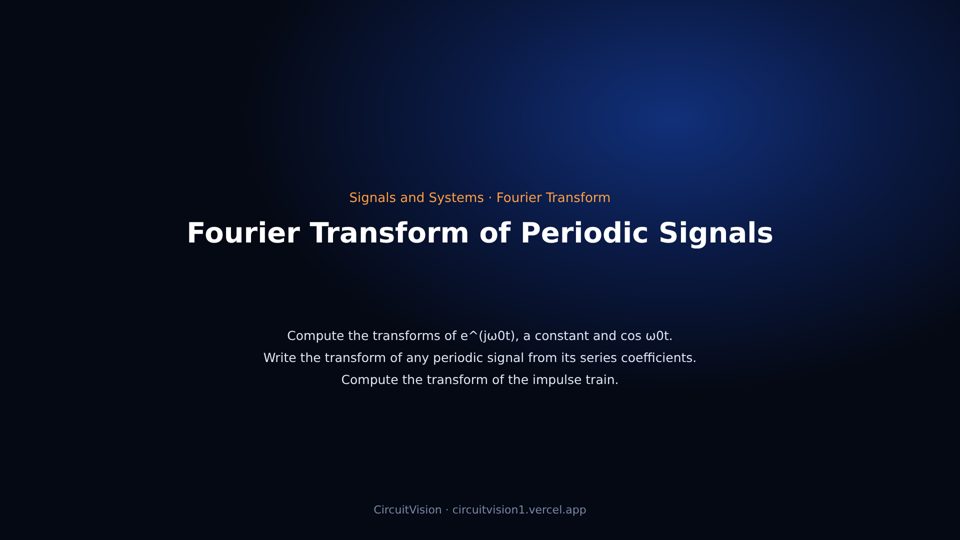 Signals and Systems · Fourier Transform
Fourier Transform of Periodic Signals
Compute the transforms of e^(jω0t), a constant and cos ω0t.
Write the transform of any periodic signal from its series coefficients.
Compute the transform of the impulse train.
CircuitVision · circuitvision1.vercel.app